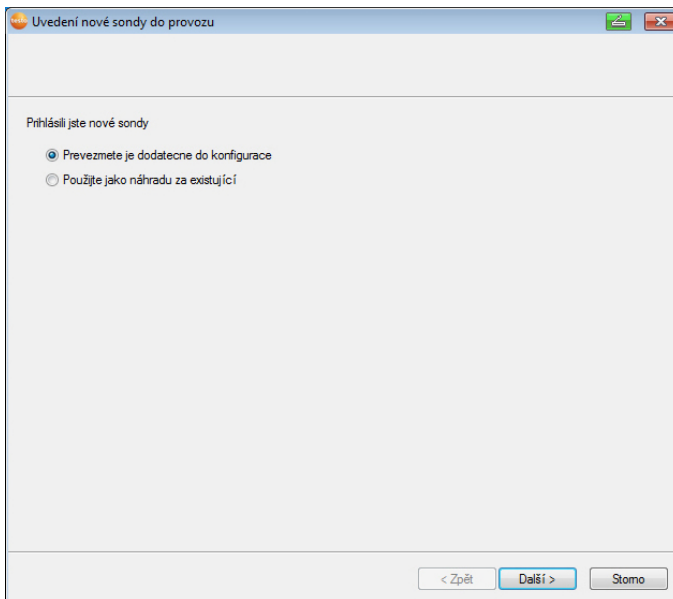 Uvedení nové sondy do provozu
Prihlásili jste nové sondy
Prevezmete je dodatecne do konfigurace
Použijte jako náhradu za existující
< Zpět
Další >
Storno